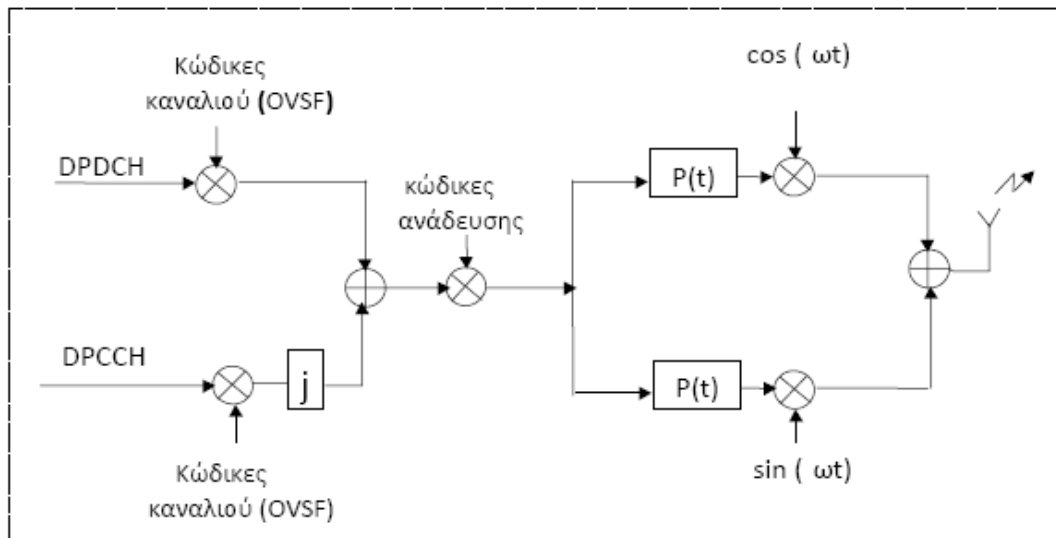 cos ( ωt)
Κώδικες
καναλιού (OVSF)
DPDCH
κώδικες
ανάδευσης
P(t)
DPCCH
j
P(t)
Κώδικες
καναλιού (OVSF)
sin ( ωt)